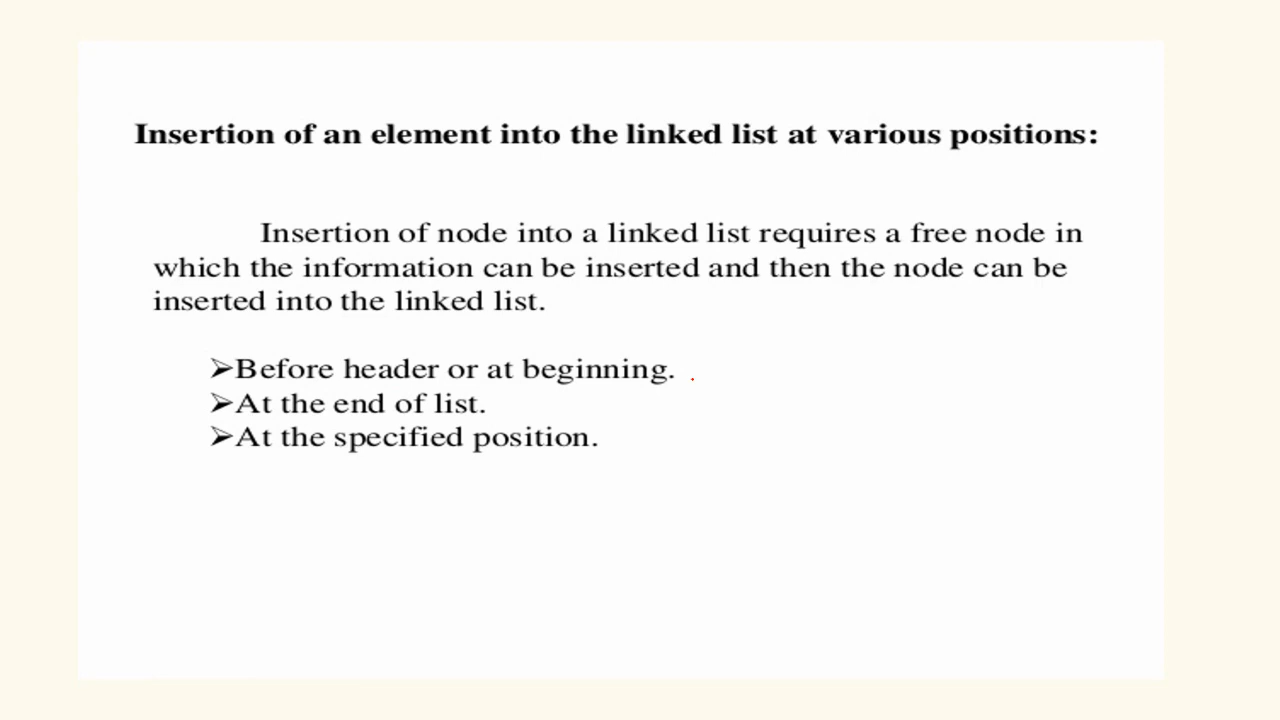 Insertion of an element into the linked list at various positions:
Insertion of node into a linked list requires a free node in
which the information can be inserted and then the node can be
inserted into the linked list.
➢Before header or at beginning.
➢At the end of list.
➢At the specified position.